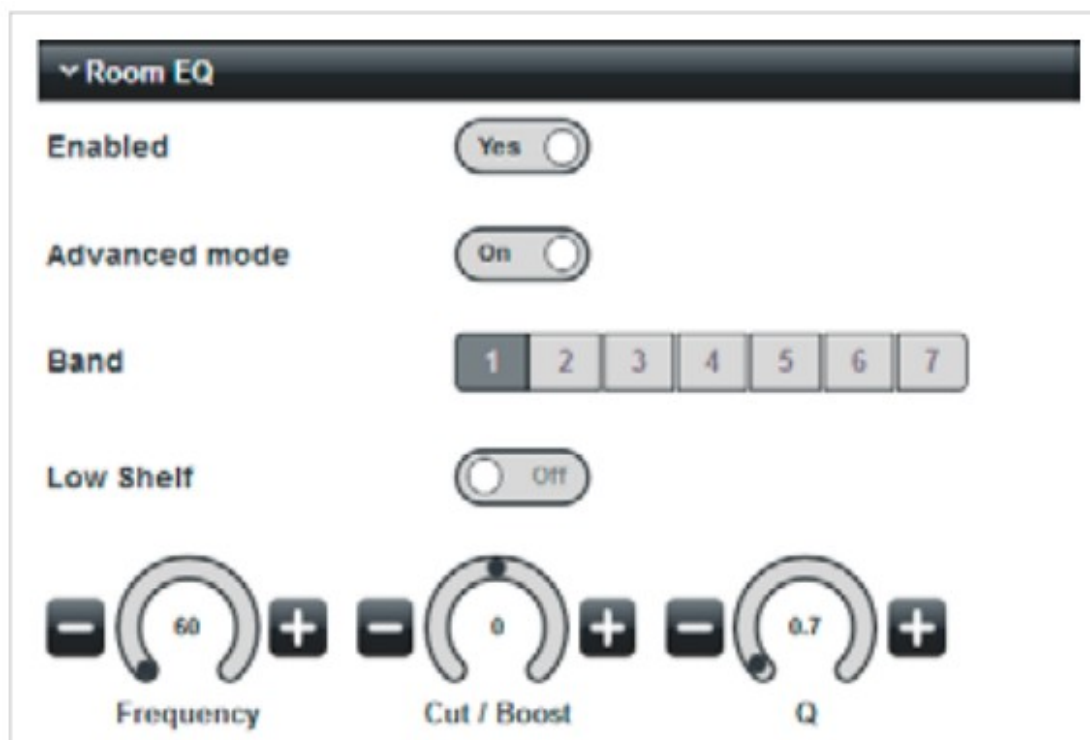 Room EQ
Enabled Yes
Advanced mode On
Band 1 2 3 4 5 6 7
Low Shelf Off
60 0 0.7
Frequency Cut / Boost Q